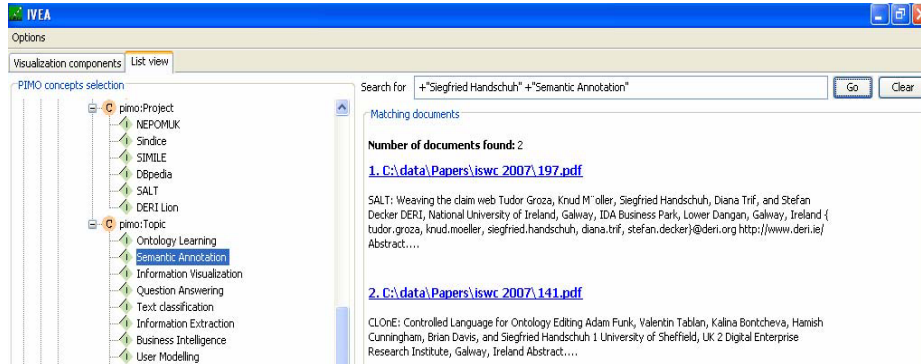 IVEA
Options
Visualization components List view
PIMO concepts selection
C pimo:Project
I NEPOMUK
I Sindice
I SIMILE
I DBpedia
I SALT
I DERI Lion
C pimo:Topic
I Ontology Learning
I Semantic Annotation
I Information Visualization
I Question Answering
I Text classification
I Information Extraction
I Business Intelligence
I User Modelling
Search for +"Siegfried Handschuh" +"Semantic Annotation" Go Clear
Matching documents
Number of documents found: 2
1. C:\data\Papers\iswc 2007\197.pdf
SALT: Weaving the claim web Tudor Groza, Knud M¨oller, Siegfried Handschuh, Diana Trif, and Stefan
Decker DERI, National University of Ireland, Galway, IDA Business Park, Lower Dangan, Galway, Ireland {
tudor.groza, knud.moeller, siegfried.handschuh, diana.trif, stefan.decker}@deri.org http://www.deri.ie/
Abstract....
2. C:\data\Papers\iswc 2007\141.pdf
CLOnE: Controlled Language for Ontology Editing Adam Funk, Valentin Tablan, Kalina Bontcheva, Hamish
Cunningham, Brian Davis, and Siegfried Handschuh 1 University of Sheffield, UK 2 Digital Enterprise
Research Institute, Galway, Ireland Abstract....